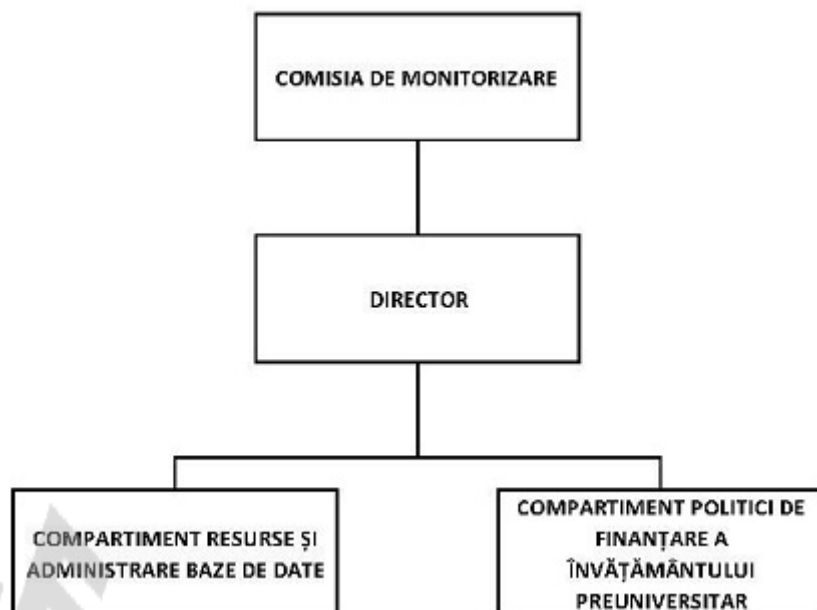 COMISIA DE MONITORIZARE
DIRECTOR
COMPARTIMENT RESURSE ȘI
ADMINISTRARE BAZE DE DATE
COMPARTIMENT POLITICI DE
FINANȚARE A
ÎNVĂȚĂMÂNTULUI
PREUNIVERSITAR